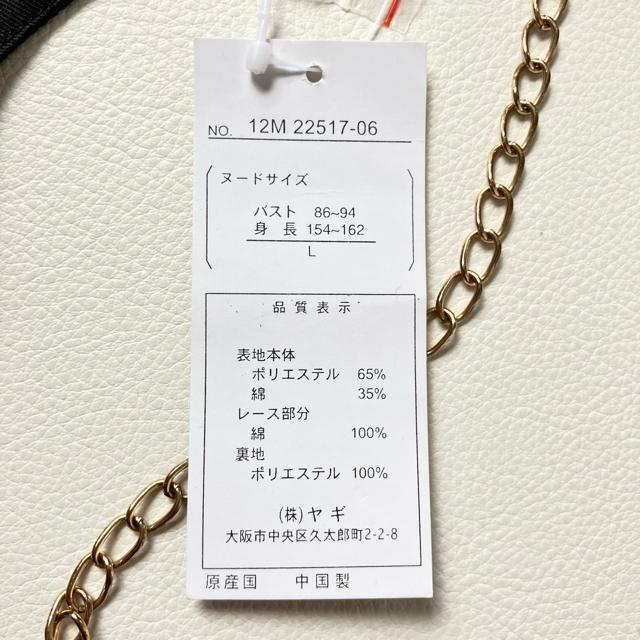 NO. 12M 22517-06
ヌードサイズ
バスト 86~94
身長 154~162
L
品質表示
表地本体
ポリエステル 65%
綿 35%
レース部分
綿 100%
裏地
ポリエステル 100%
(株)ヤギ
大阪市中央区久太郎町2-2-8
原産国 中国製